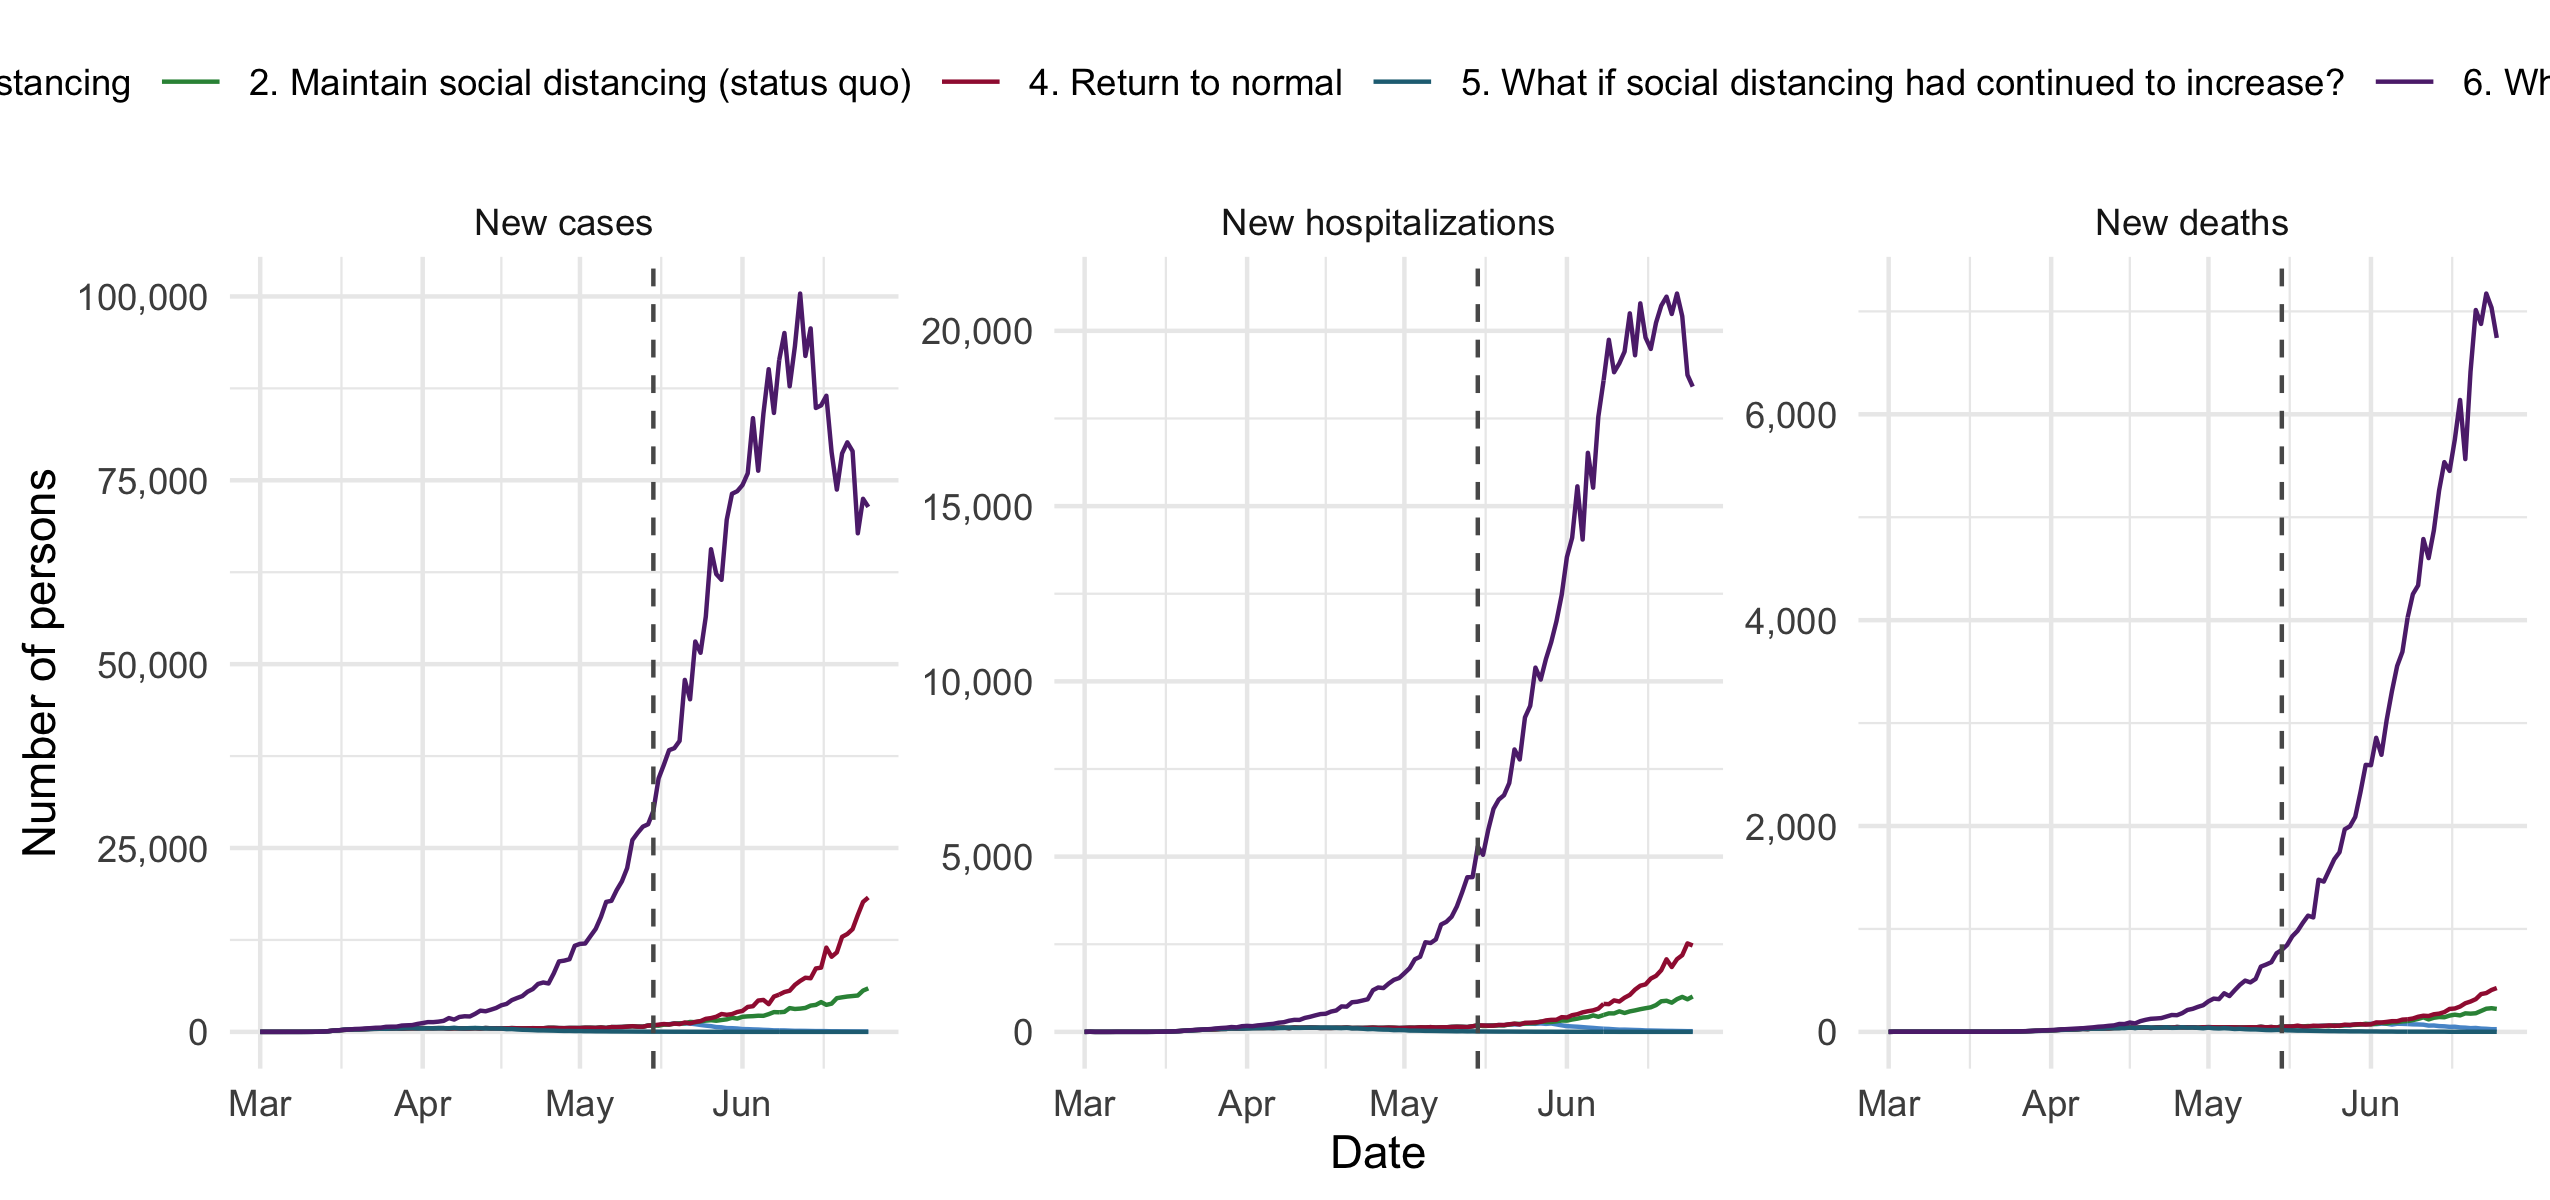 stancing 2. Maintain social distancing (status quo) 4. Return to normal 5. What if social distancing had continued to increase? 6. Wh
New cases New hospitalizations New deaths
Number of persons
100,000
75,000
50,000
25,000
0
Mar Apr May Jun
20,000
15,000
10,000
5,000
0
Mar Apr May Jun
6,000
4,000
2,000
0
Mar Apr May Jun
Date